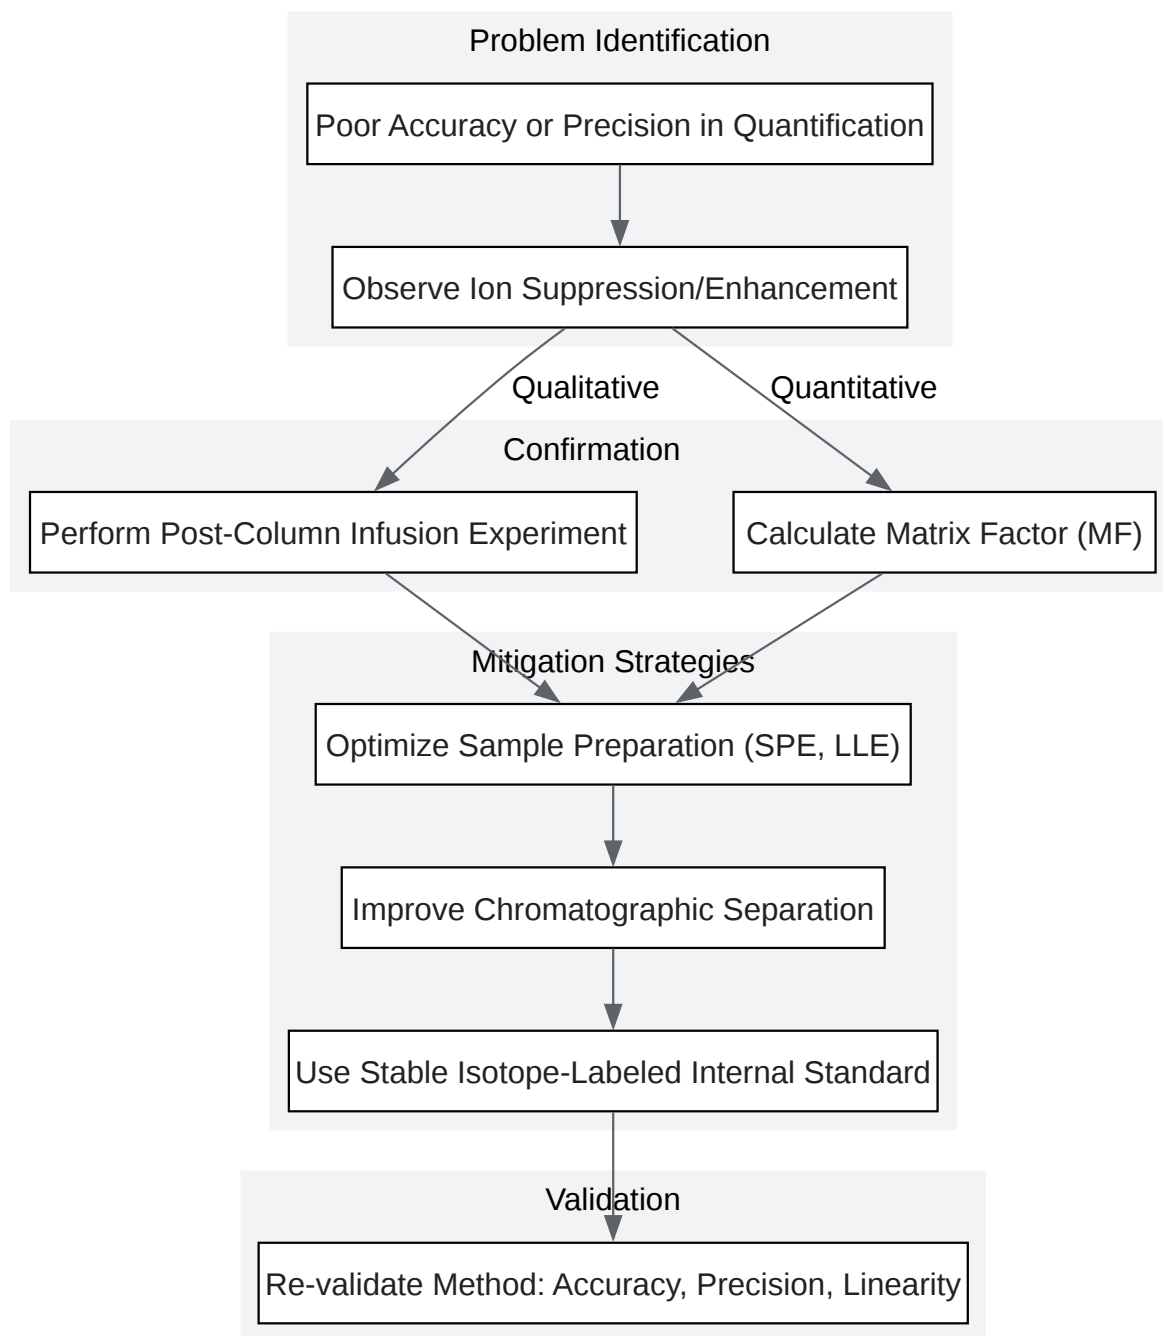 Problem Identification
Poor Accuracy or Precision in Quantification
Observe Ion Suppression/Enhancement
Qualitative
Quantitative
Confirmation
Perform Post-Column Infusion Experiment
Calculate Matrix Factor (MF)
Mitigation Strategies
Optimize Sample Preparation (SPE, LLE)
Improve Chromatographic Separation
Use Stable Isotope-Labeled Internal Standard
Validation
Re-validate Method: Accuracy, Precision, Linearity